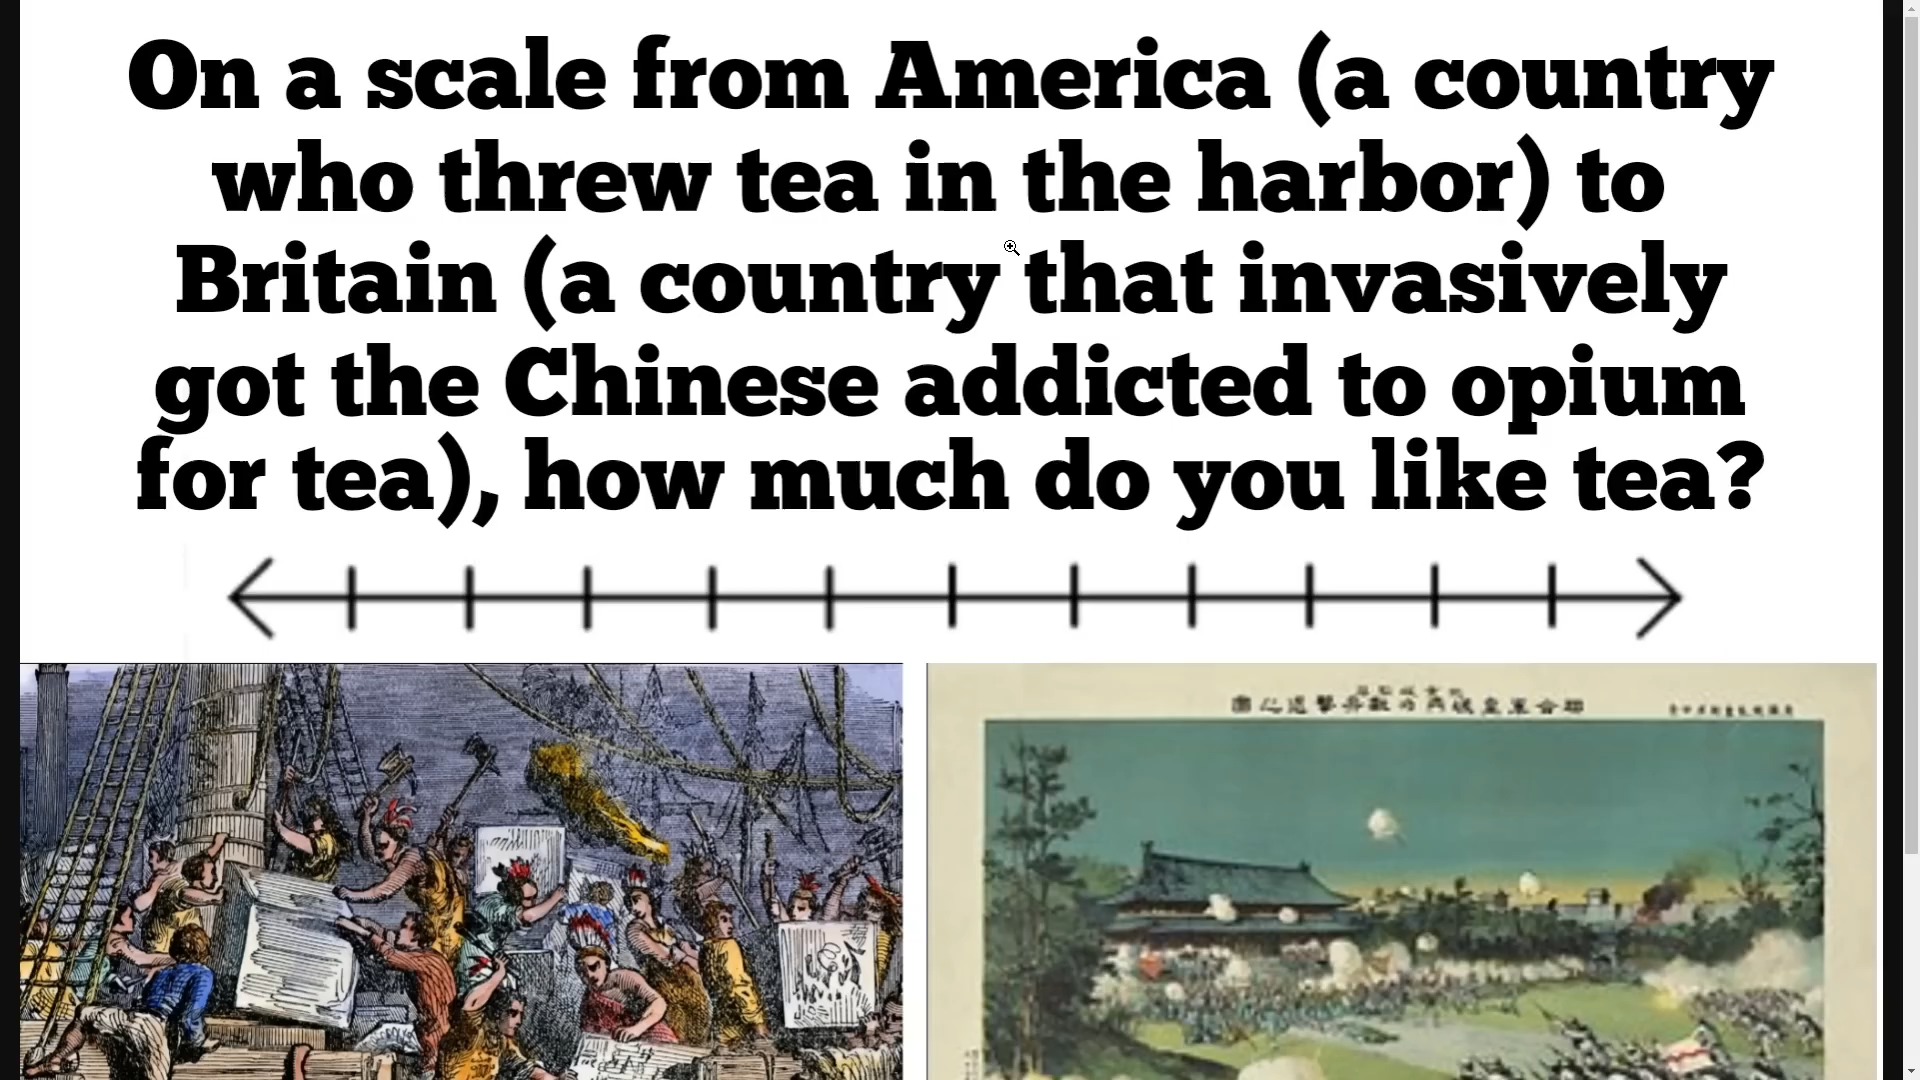 On a scale from America (a country
who threw tea in the harbor) to
Britain (a country that invasively
got the Chinese addicted to opium
for tea), how much do you like tea?